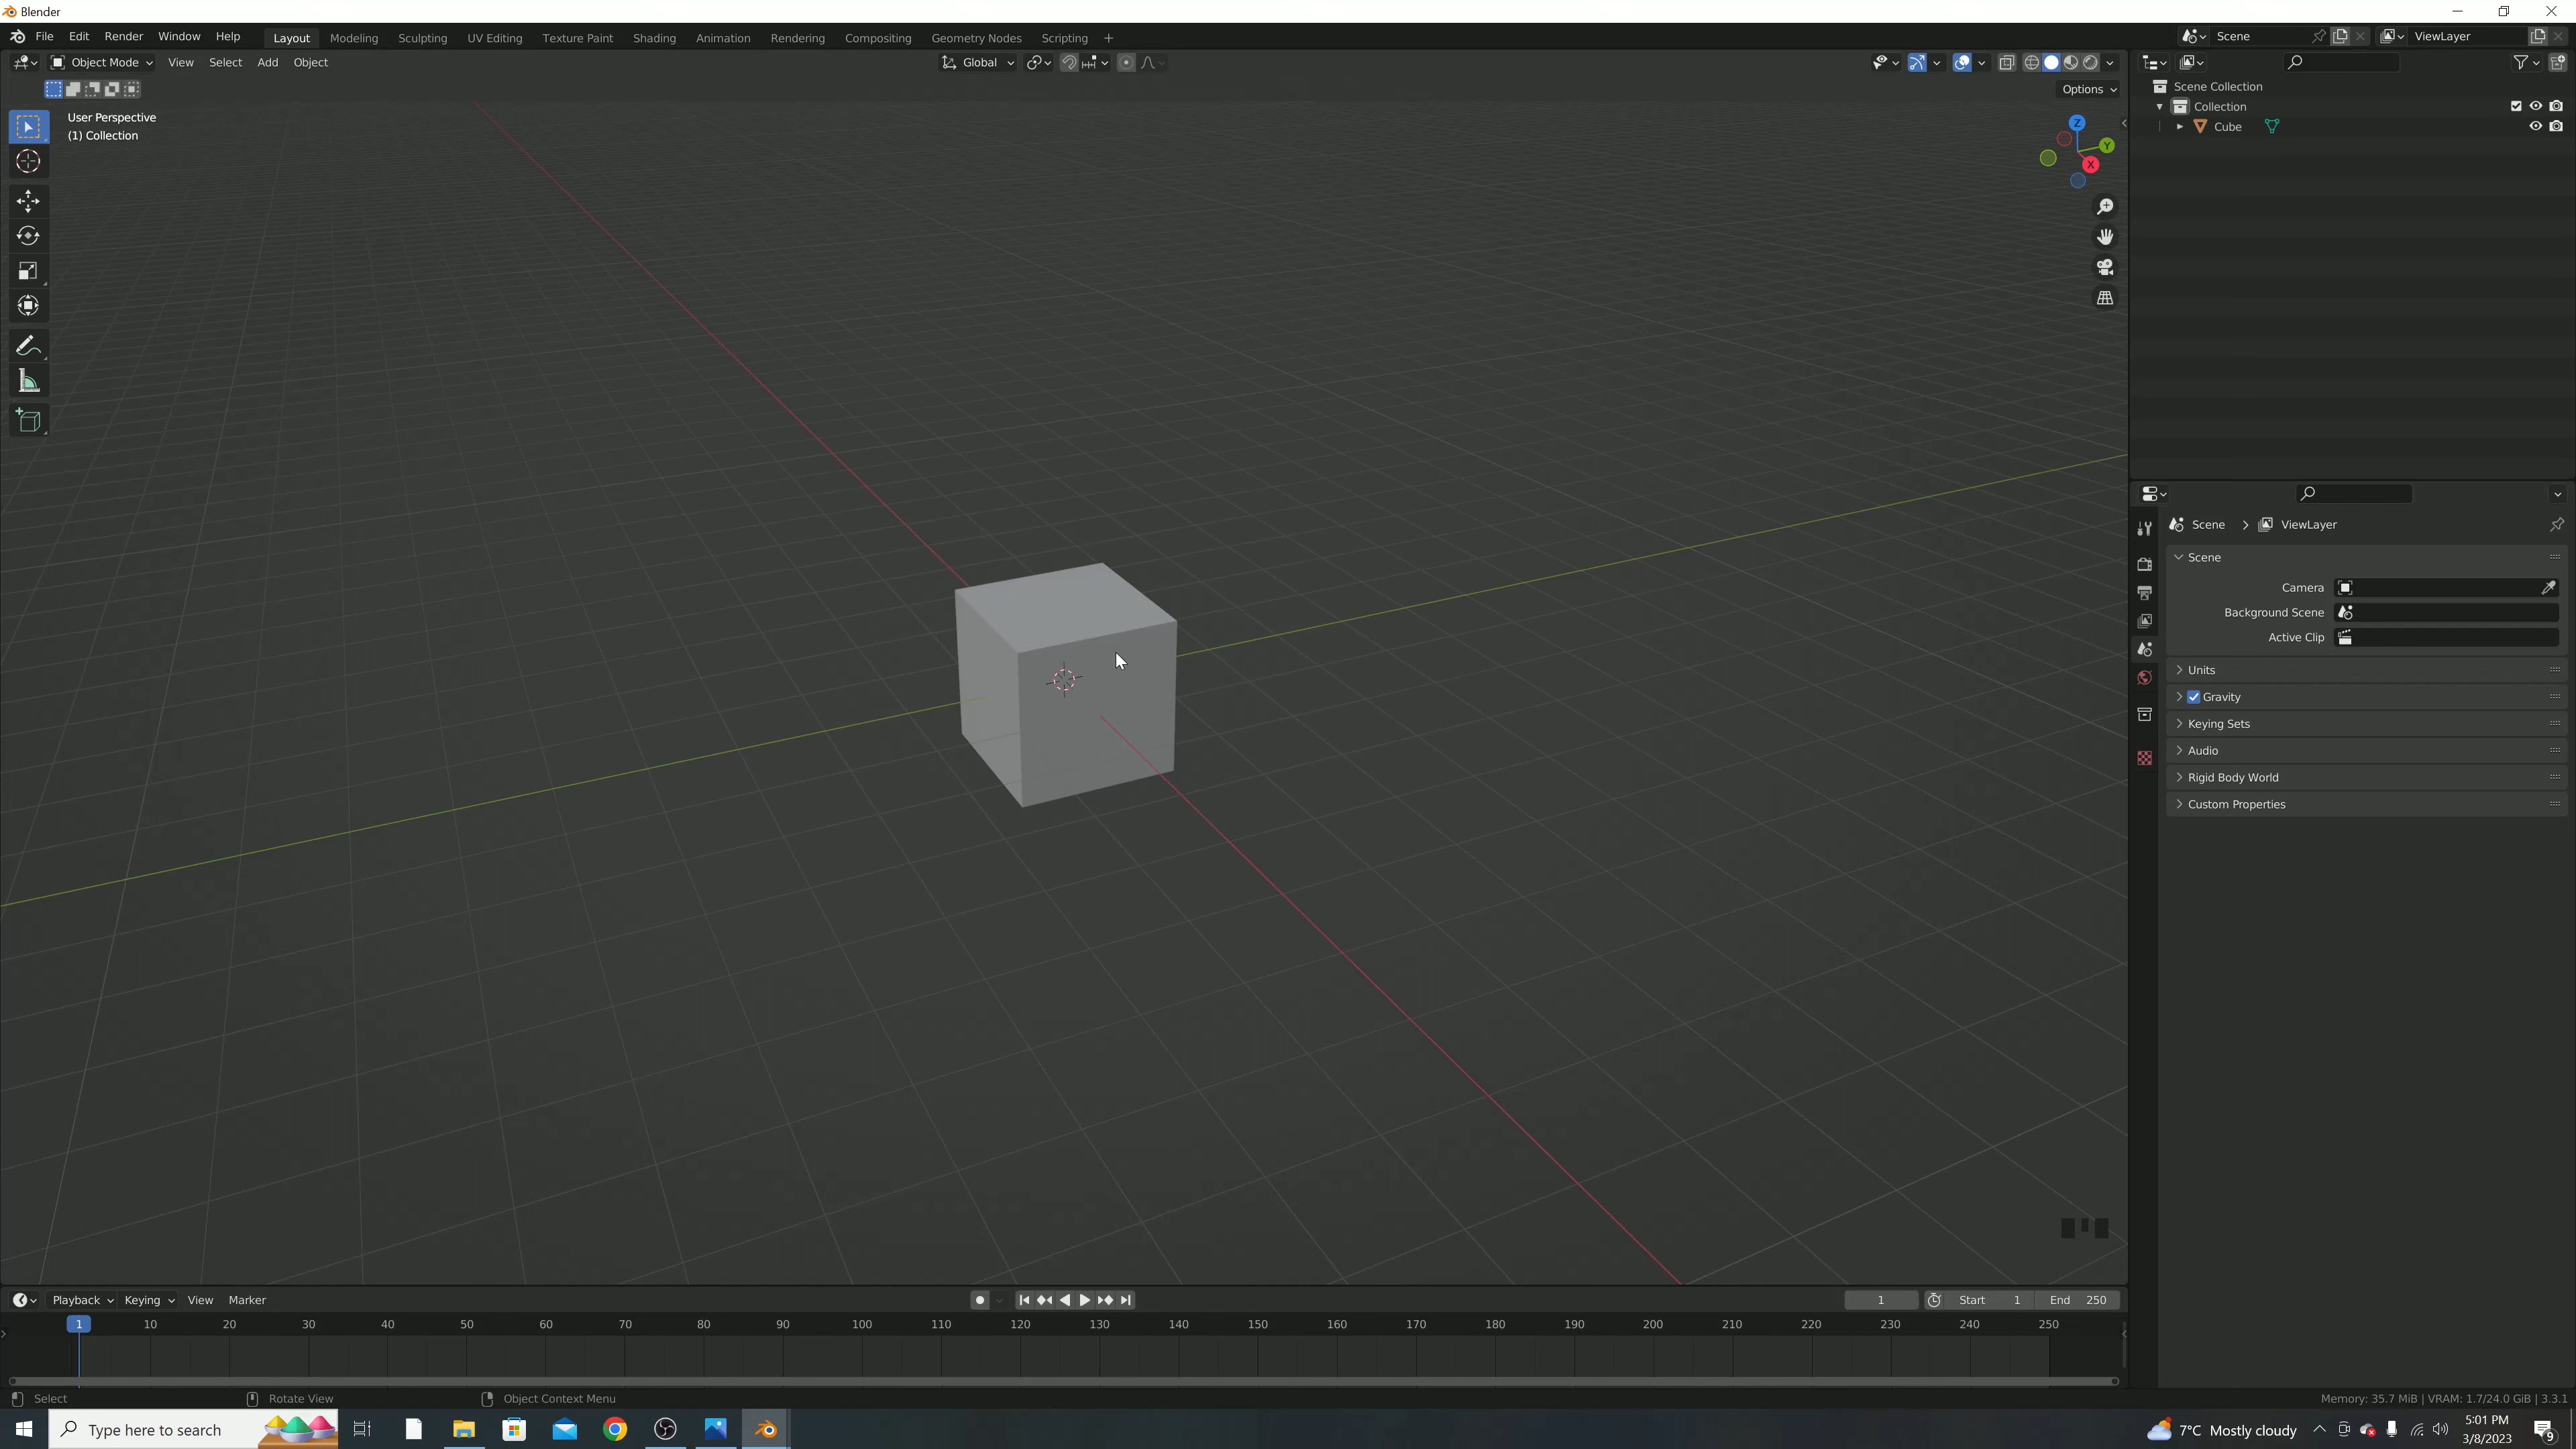 Blender
File Edit Render Window Help Layout Modeling Sculpting UV Editing Texture Paint Shading Animation Rendering Compositing Geometry Nodes Scripting + Scene ViewLayer
Object Mode View Select Add Object Global
Options
User Perspective
(1) Collection
Z
Y
X
Scene Collection
Collection
Cube
Scene > ViewLayer
Scene
Camera
Background Scene
Active Clip
Units
Gravity
Keying Sets
Audio
Rigid Body World
Custom Properties
Playback Keying View Marker 1 Start 1 End 250
1 10 20 30 40 50 60 70 80 90 100 110 120 130 140 150 160 170 180 190 200 210 220 230 240 250
Select Rotate View Object Context Menu Memory: 35.7 MiB | VRAM: 1.7/24.0 GiB | 3.3.1
Type here to search 7°C Mostly cloudy 5:01 PM
3/8/2023 9